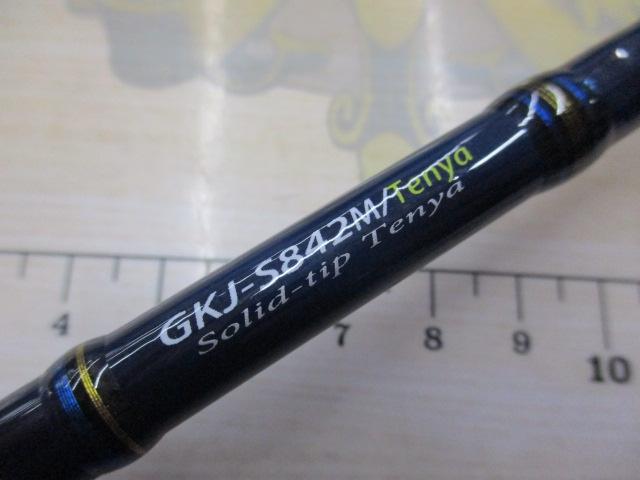 GKJ-S842M/Tenya
Solid-tip Tenya
4 7 8 9 10